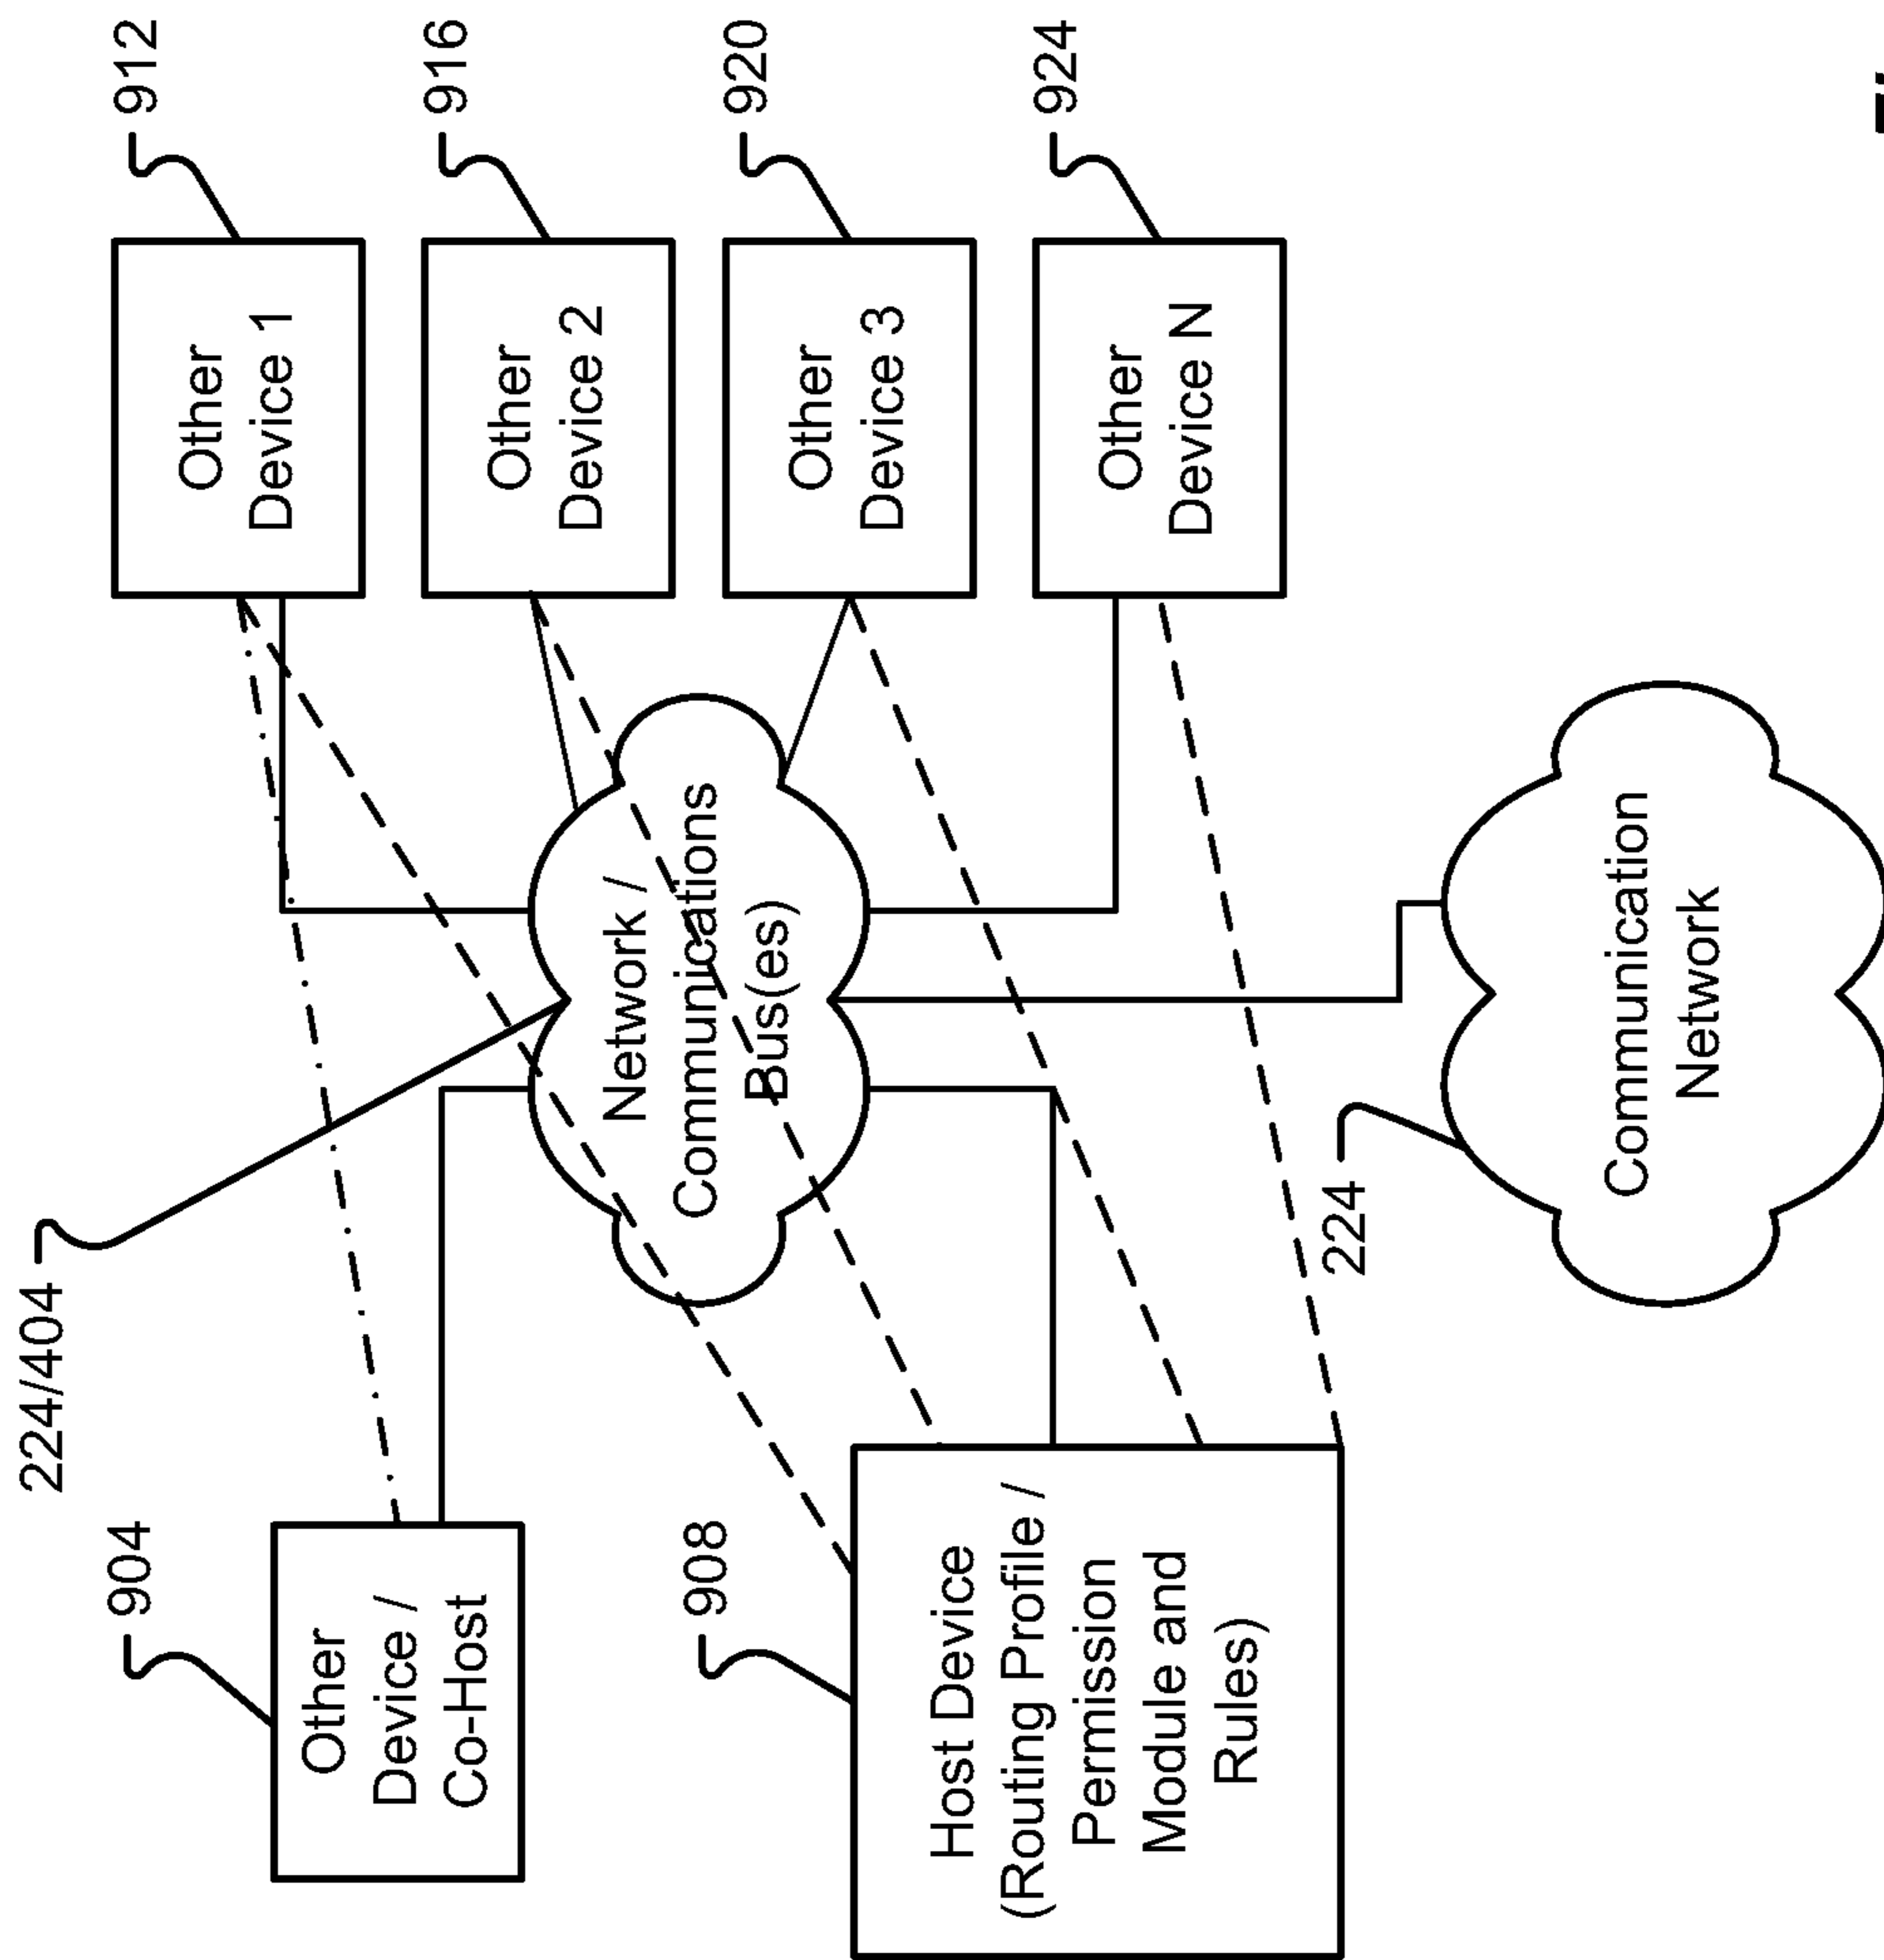 224/404
904
Other
Device /
Co-Host
Other
Device 1
912
Other
Device 2
916
908
Network /
Communications
Bus(es)
Other
Device 3
920
Host Device
(Routing Profile /
Permission
Module and
Rules)
Other
Device N
924
224
Communication
Network